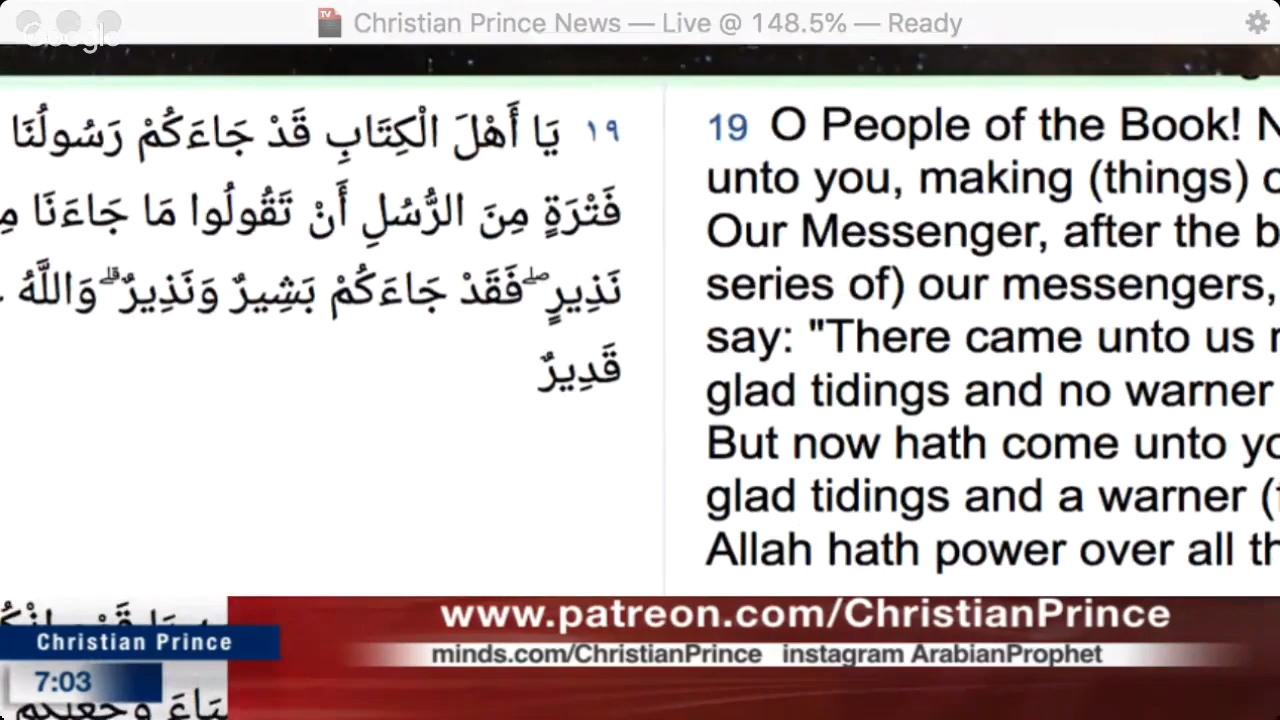 Christian Prince News — Live @ 148.5% — Ready
Google
١٩ يَا أَهْلَ الْكِتَابِ قَدْ جَاءَكُمْ رَسُولُنَا
فَتْرَةٍ مِنَ الرُّسُلِ أَنْ تَقُولُوا مَا جَاءَنَا
نَذِيرٍ ۖ فَقَدْ جَاءَكُمْ بَشِيرٌ وَنَذِيرٌ ۗ وَاللَّهُ
قَدِيرٌ
19 O People of the Book! N
unto you, making (things) c
Our Messenger, after the b
series of) our messengers,
say: "There came unto us n
glad tidings and no warner
But now hath come unto yo
glad tidings and a warner (
Allah hath power over all th
www.patreon.com/ChristianPrince
Christian Prince
minds.com/ChristianPrince instagram ArabianProphet
7:03